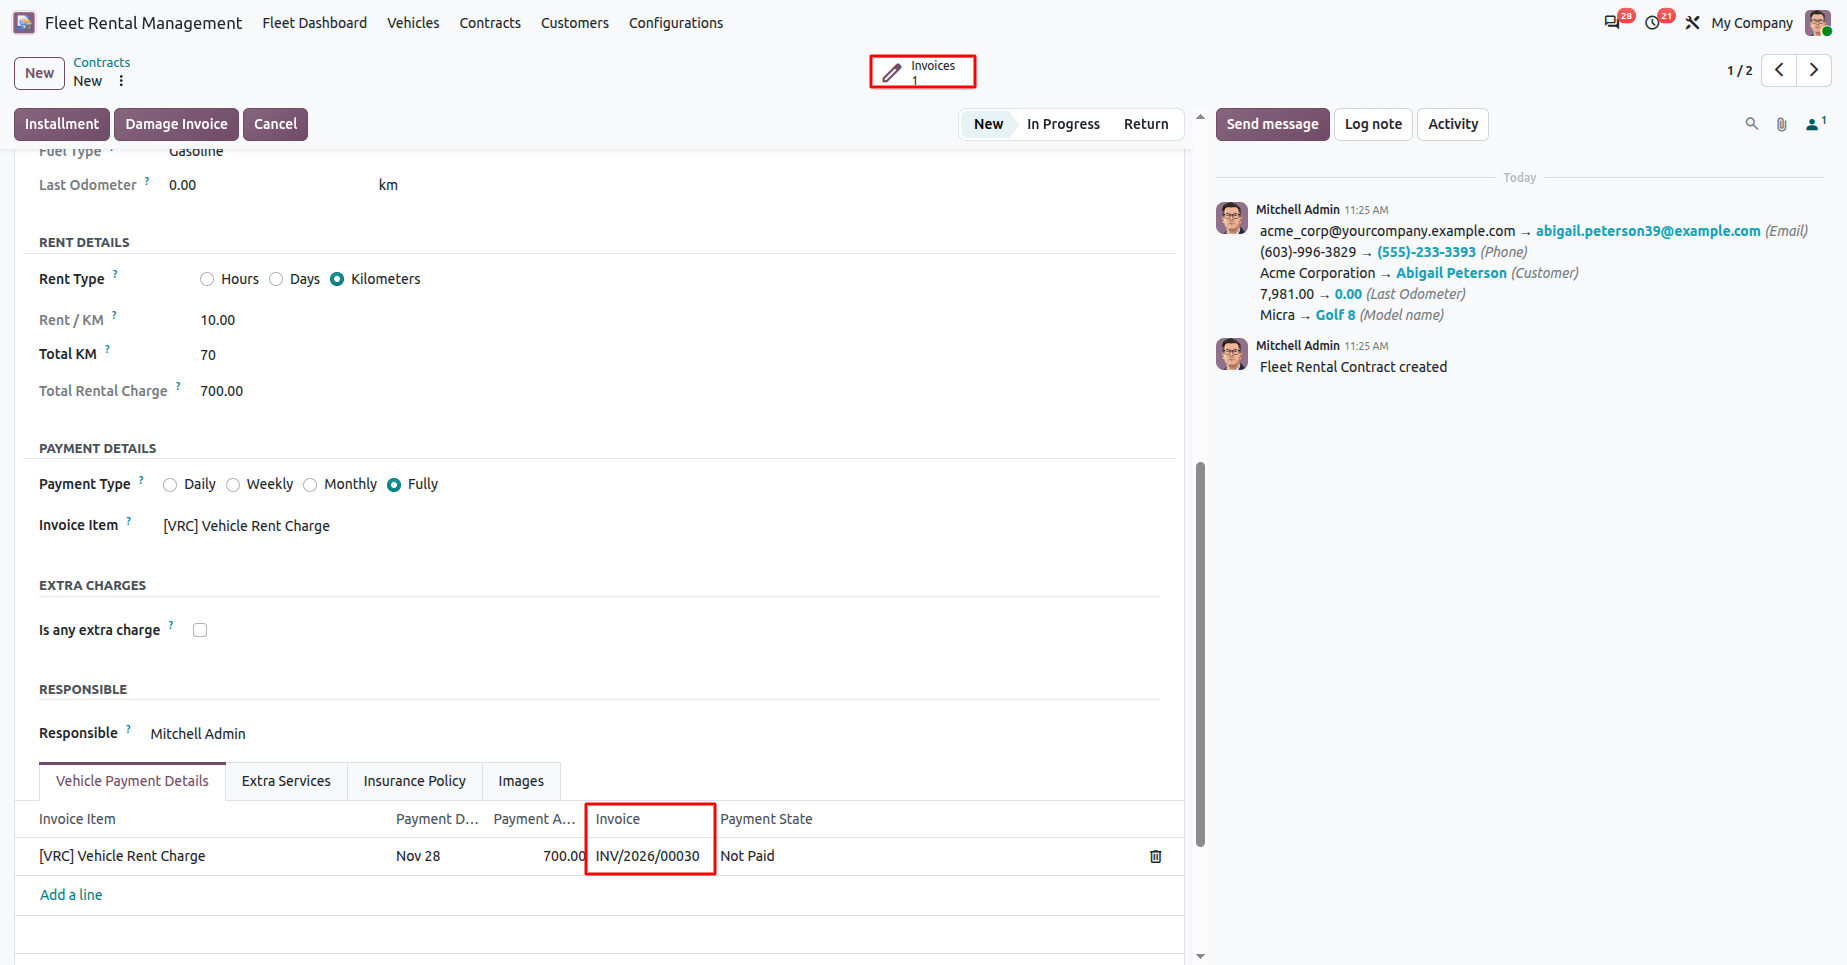 Fleet Rental Management Fleet Dashboard Vehicles Contracts Customers Configurations 28 21 My Company
New Contracts
New
Invoices
1
1 / 2
Installment Damage Invoice Cancel New In Progress Return Send message Log note Activity 1
Fuel Type ? Gasoline
Last Odometer ? 0.00 km
RENT DETAILS
Rent Type ? Hours Days Kilometers
Rent / KM ? 10.00
Total KM ? 70
Total Rental Charge ? 700.00
PAYMENT DETAILS
Payment Type ? Daily Weekly Monthly Fully
Invoice Item ? [VRC] Vehicle Rent Charge
EXTRA CHARGES
Is any extra charge ?
RESPONSIBLE
Responsible ? Mitchell Admin
Vehicle Payment Details Extra Services Insurance Policy Images
Invoice Item Payment D... Payment A... Invoice Payment State
[VRC] Vehicle Rent Charge Nov 28 700.00 INV/2026/00030 Not Paid
Add a line
Today
Mitchell Admin 11:25 AM
acme_corp@yourcompany.example.com → abigail.peterson39@example.com (Email)
(603)-996-3829 → (555)-233-3393 (Phone)
Acme Corporation → Abigail Peterson (Customer)
7,981.00 → 0.00 (Last Odometer)
Micra → Golf 8 (Model name)
Mitchell Admin 11:25 AM
Fleet Rental Contract created